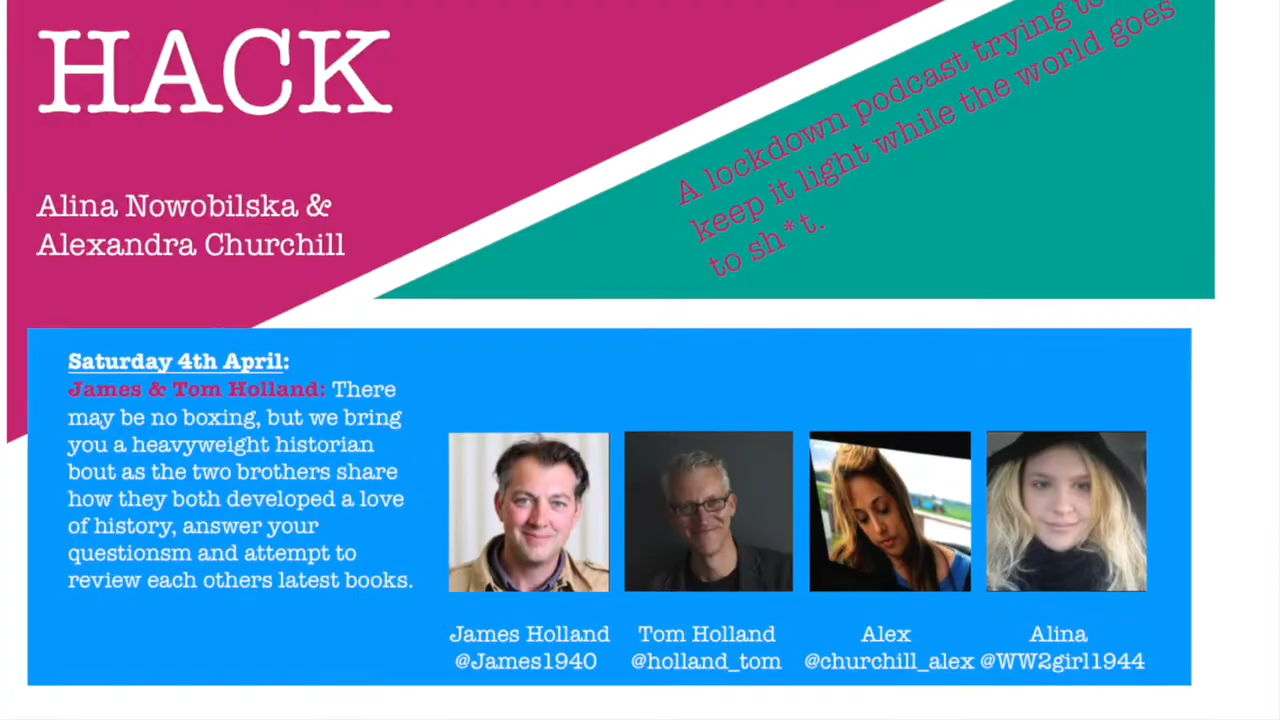 HACK
Alina Nowobilska &
Alexandra Churchill
A lockdown podcast trying to
keep it light while the world goes
to sh*t.
Saturday 4th April:
James & Tom Holland: There
may be no boxing, but we bring
you a heavyweight historian
bout as the two brothers share
how they both developed a love
of history, answer your
questionsm and attempt to
review each others latest books.
James Holland
@James1940
Tom Holland
@holland_tom
Alex
@churchill_alex
Alina
@WW2girl1944